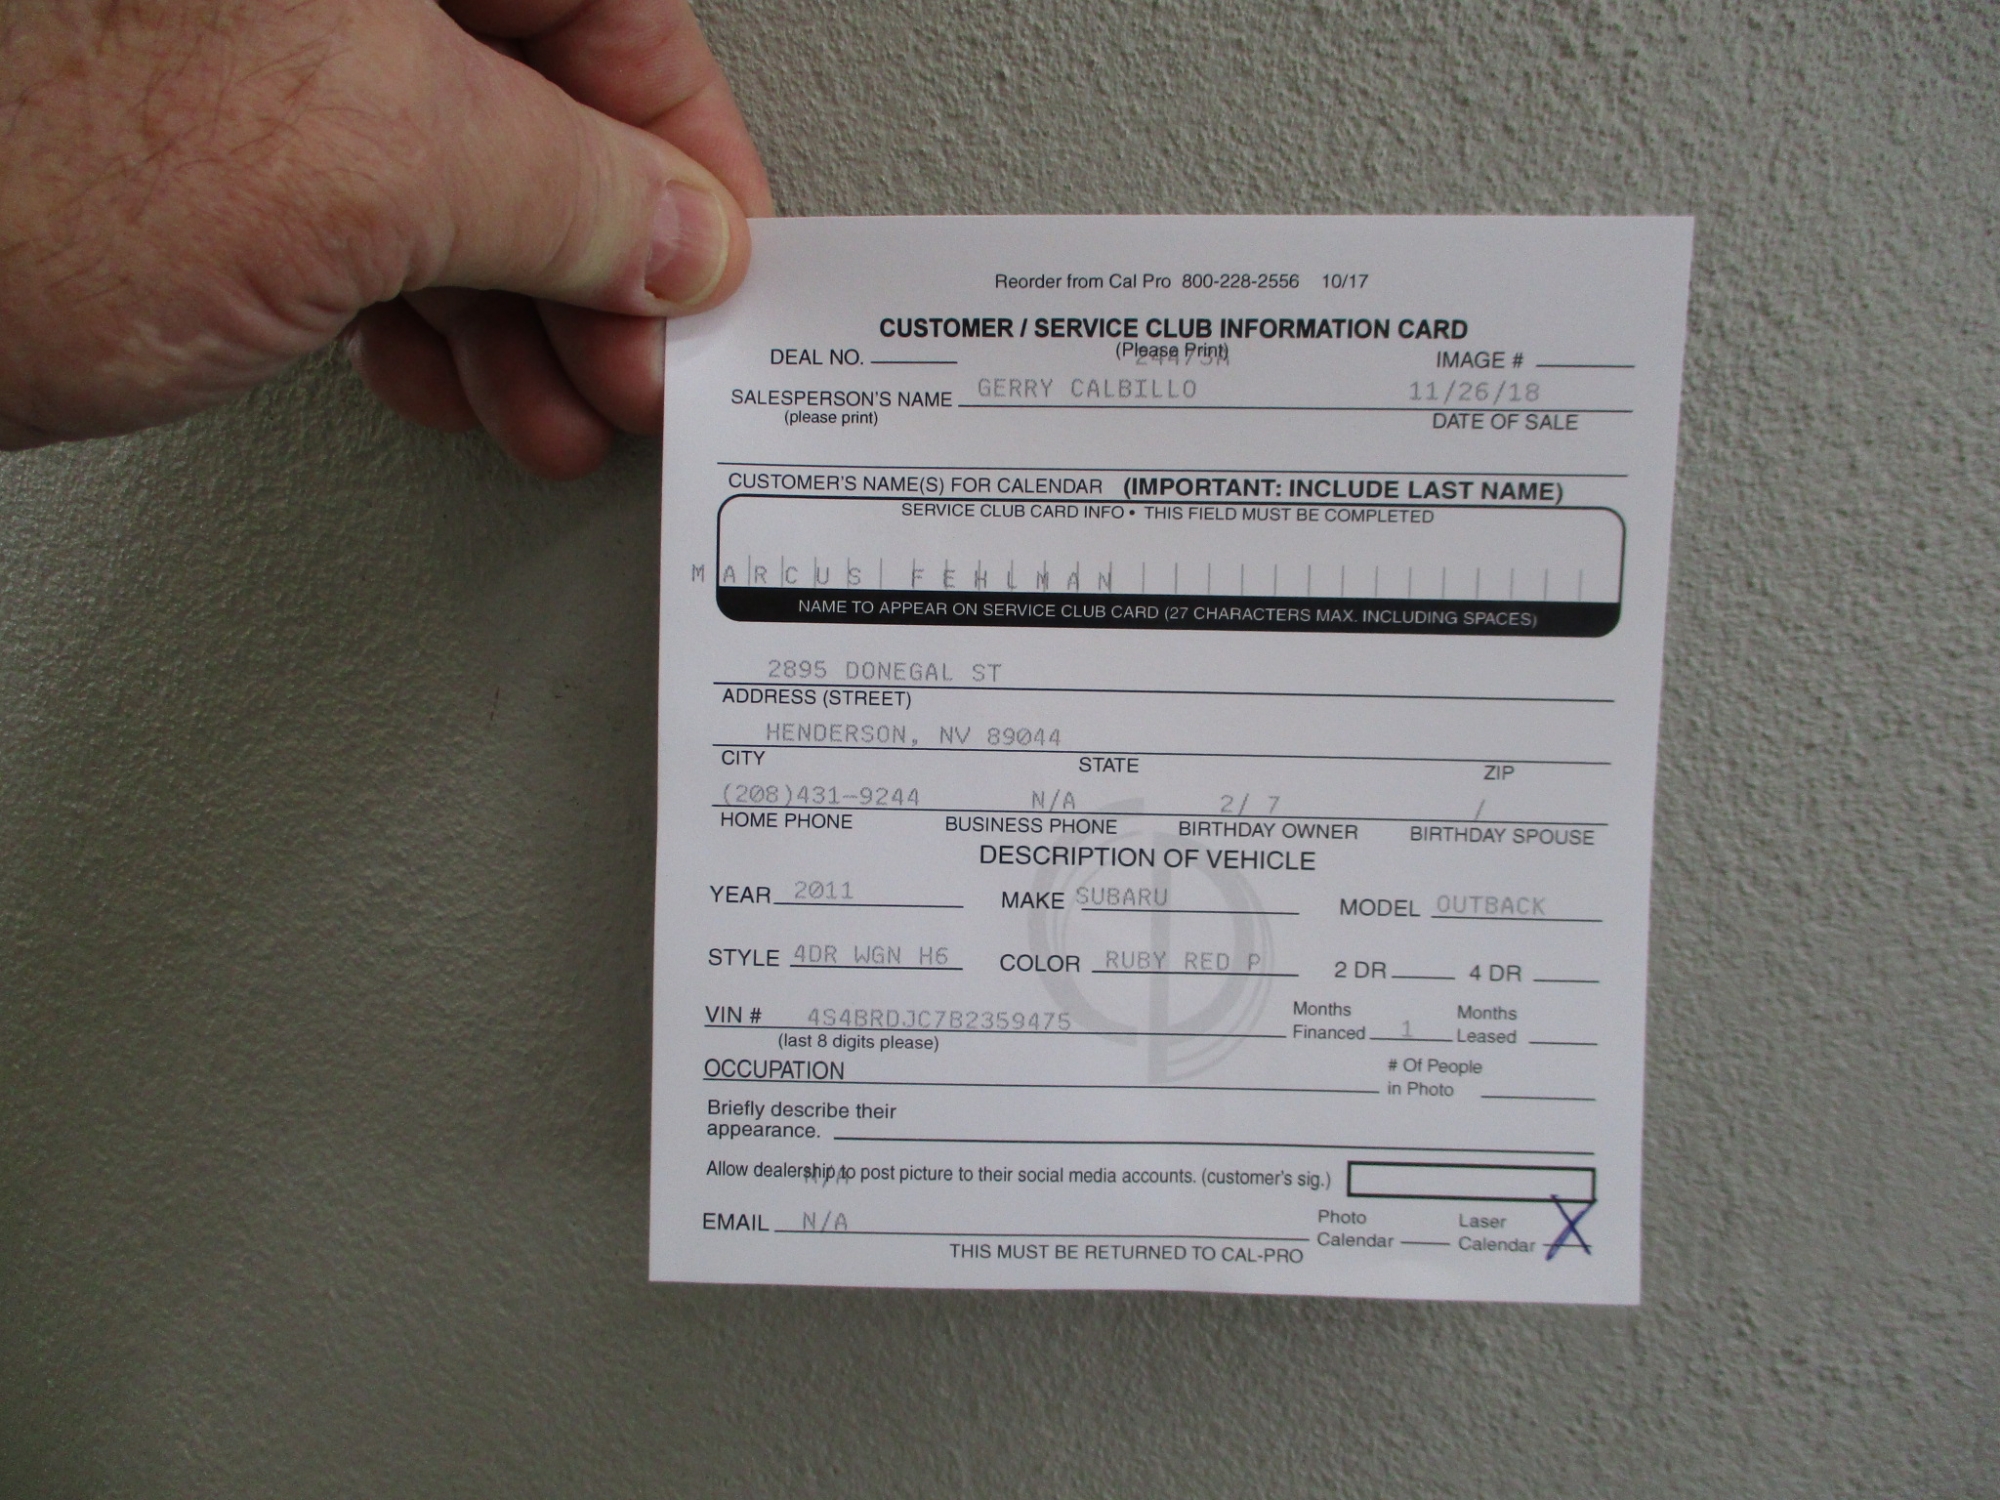 Reorder from Cal Pro 800-228-2556 10/17
CUSTOMER / SERVICE CLUB INFORMATION CARD
(Please Print)
DEAL NO. IMAGE #
SALESPERSON'S NAME GERRY CALBILLO 11/26/18
(please print) DATE OF SALE
CUSTOMER'S NAME(S) FOR CALENDAR (IMPORTANT: INCLUDE LAST NAME)
SERVICE CLUB CARD INFO • THIS FIELD MUST BE COMPLETED
MARCUS FEHLMAN
NAME TO APPEAR ON SERVICE CLUB CARD (27 CHARACTERS MAX. INCLUDING SPACES)
2895 DONEGAL ST
ADDRESS (STREET)
HENDERSON, NV 89044
CITY STATE ZIP
(208)431-9244 N/A 2/ 7 /
HOME PHONE BUSINESS PHONE BIRTHDAY OWNER BIRTHDAY SPOUSE
DESCRIPTION OF VEHICLE
YEAR 2011 MAKE SUBARU MODEL OUTBACK
STYLE 4DR WGN H6 COLOR RUBY RED P 2 DR 4 DR
VIN # 4S4BRDJC7B2359475 Months Financed 1 Months Leased
(last 8 digits please)
OCCUPATION # Of People in Photo
Briefly describe their
appearance.
N/A
Allow dealership to post picture to their social media accounts. (customer's sig.)
EMAIL N/A Photo Calendar Laser Calendar X
THIS MUST BE RETURNED TO CAL-PRO